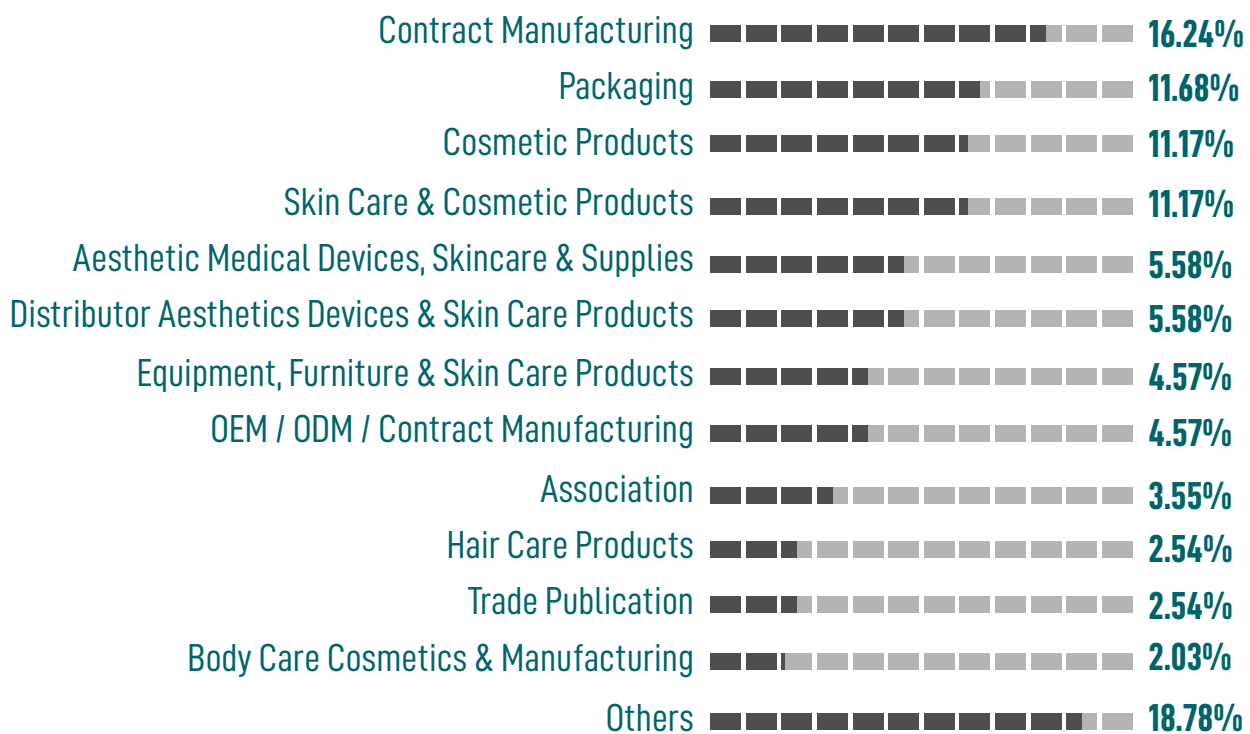 Contract Manufacturing 16.24%
Packaging 11.68%
Cosmetic Products 11.17%
Skin Care & Cosmetic Products 11.17%
Aesthetic Medical Devices, Skincare & Supplies 5.58%
Distributor Aesthetics Devices & Skin Care Products 5.58%
Equipment, Furniture & Skin Care Products 4.57%
OEM / ODM / Contract Manufacturing 4.57%
Association 3.55%
Hair Care Products 2.54%
Trade Publication 2.54%
Body Care Cosmetics & Manufacturing 2.03%
Others 18.78%